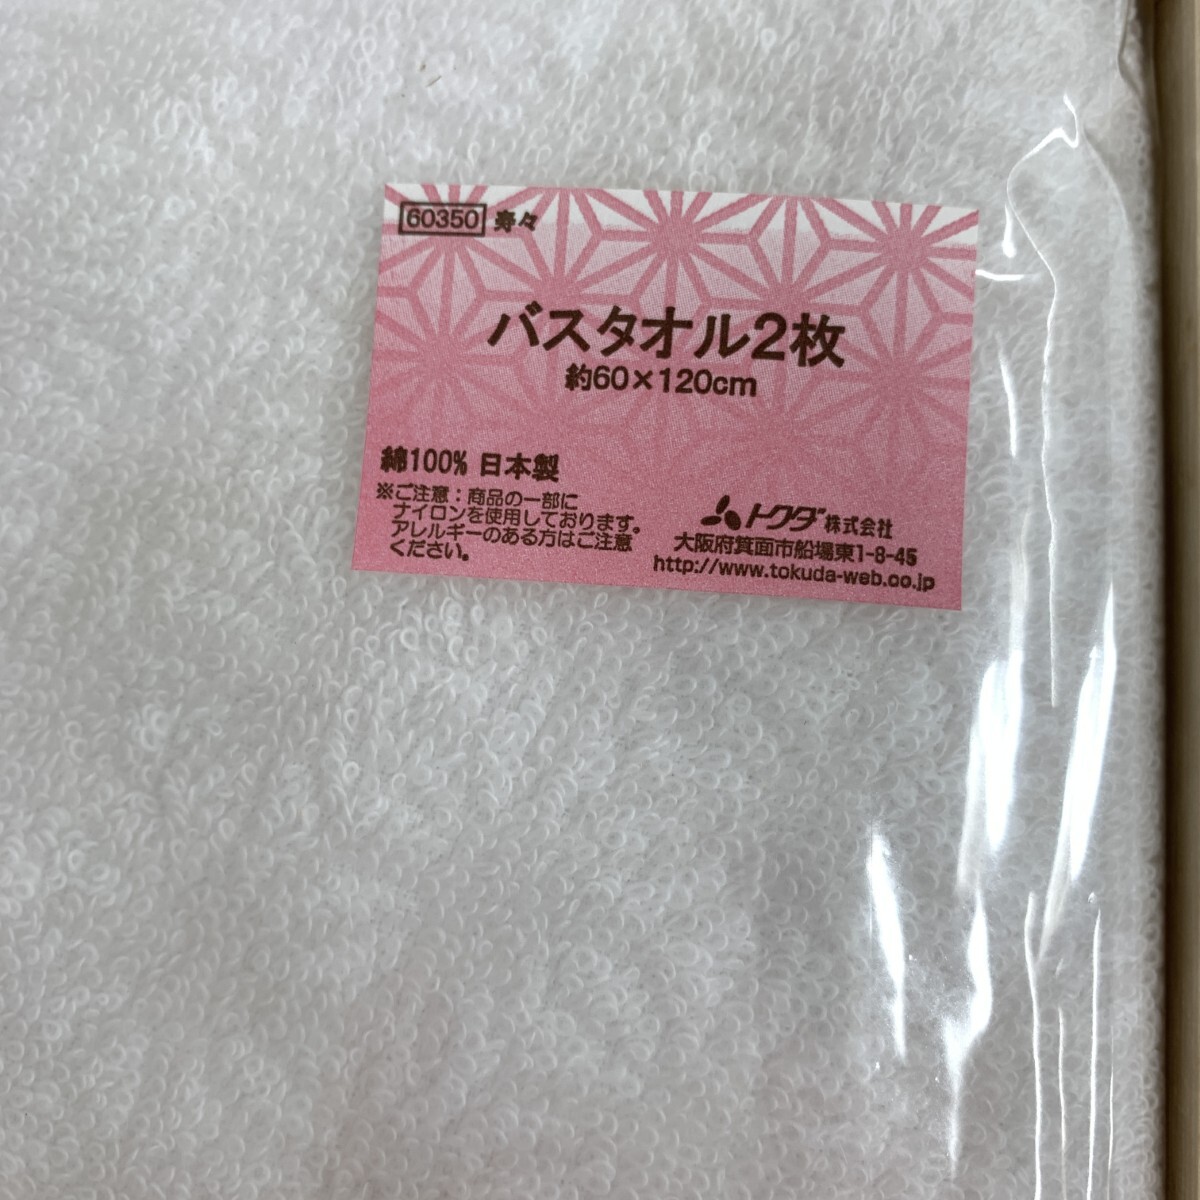 60350 寿々
バスタオル2枚
約60×120cm
綿100% 日本製
※ご注意：商品の一部に
ナイロンを使用しております。
アレルギーのある方はご注意
ください。
トクダ株式会社
大阪府箕面市船場東1-8-45
http://www.tokuda-web.co.jp